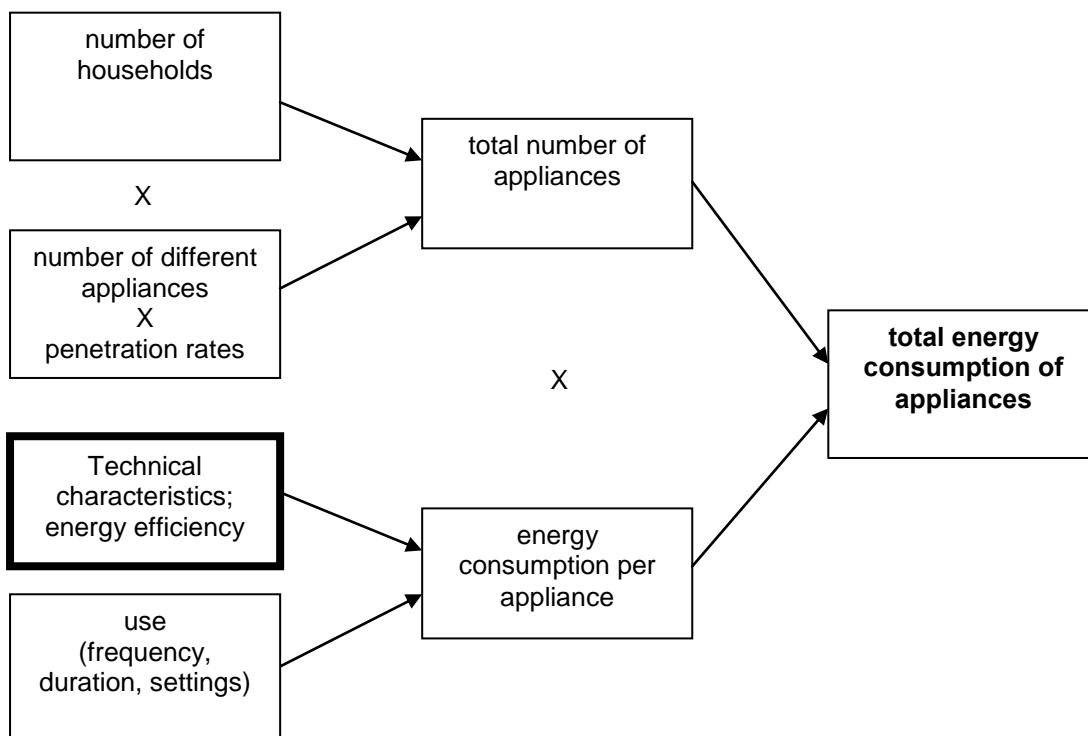 number of
households
X
number of different
appliances
X
penetration rates
Technical
characteristics;
energy efficiency
use
(frequency,
duration, settings)
total number of
appliances
X
energy
consumption per
appliance
total energy
consumption of
appliances